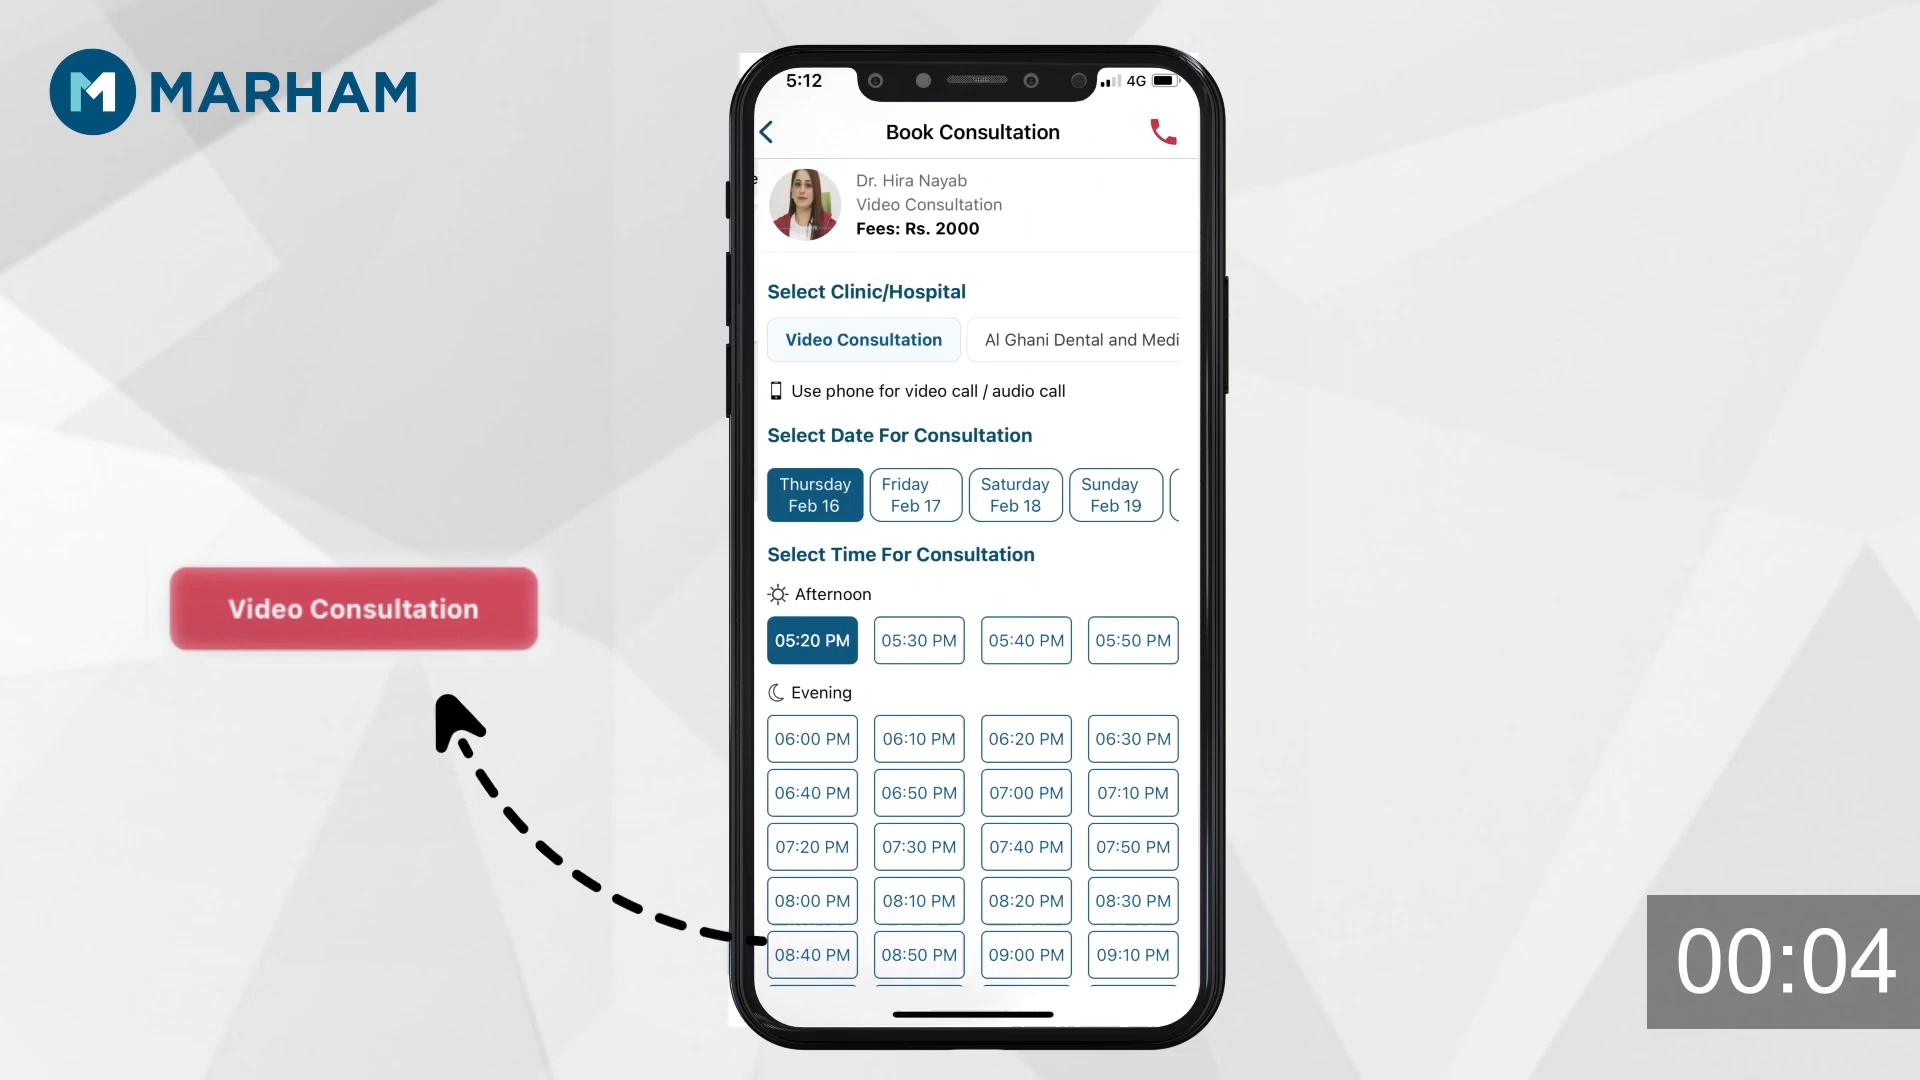 MARHAM
5:12
4G
Book Consultation
Dr. Hira Nayab
Video Consultation
Fees: Rs. 2000
Select Clinic/Hospital
Video Consultation
Al Ghani Dental and Medi
Use phone for video call / audio call
Select Date For Consultation
Thursday
Feb 16
Friday
Feb 17
Saturday
Feb 18
Sunday
Feb 19
Select Time For Consultation
Afternoon
05:20 PM
05:30 PM
05:40 PM
05:50 PM
Evening
06:00 PM
06:10 PM
06:20 PM
06:30 PM
06:40 PM
06:50 PM
07:00 PM
07:10 PM
07:20 PM
07:30 PM
07:40 PM
07:50 PM
08:00 PM
08:10 PM
08:20 PM
08:30 PM
08:40 PM
08:50 PM
09:00 PM
09:10 PM
Video Consultation
00:04